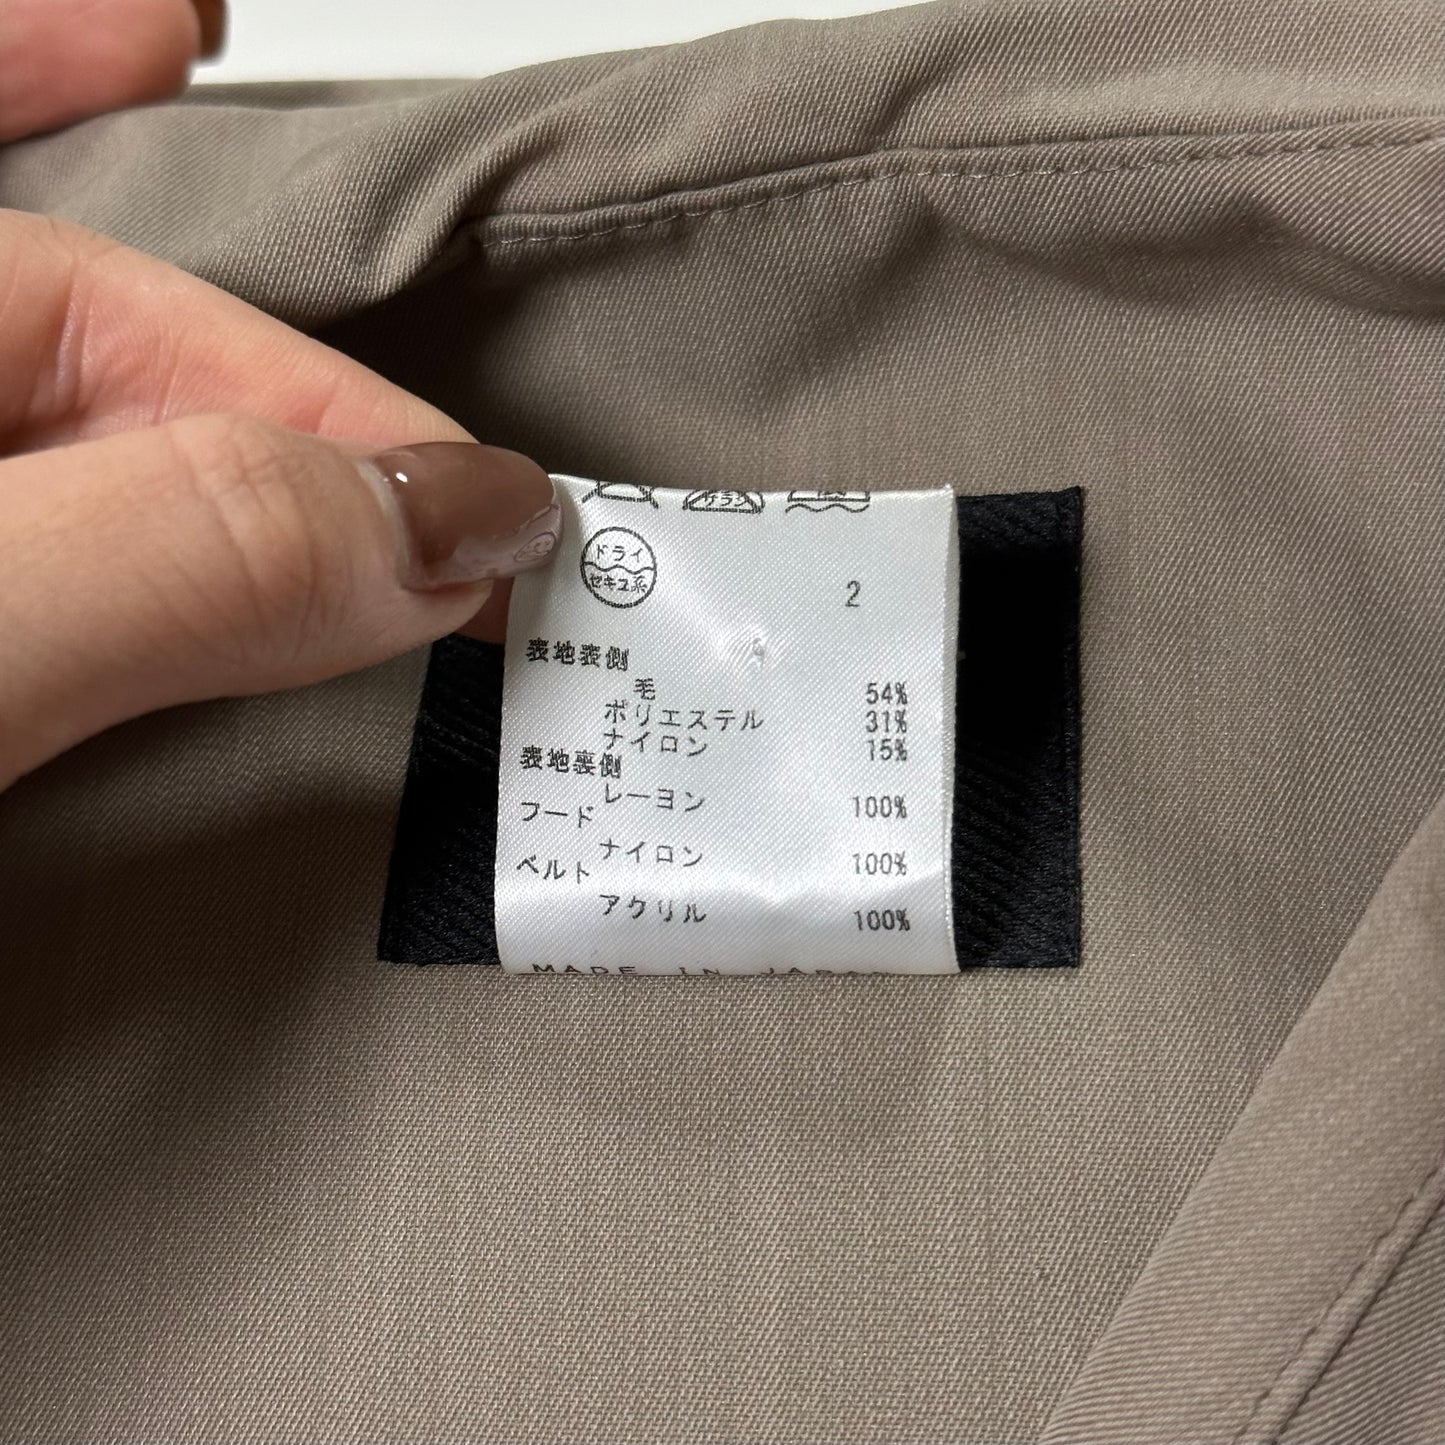 ドライ
セキユ系
2
表地表側
毛 54%
ポリエステル 31%
ナイロン 15%
表地裏側
レーヨン 100%
フード
ナイロン 100%
ベルト
アクリル 100%
MADE IN JAPAN